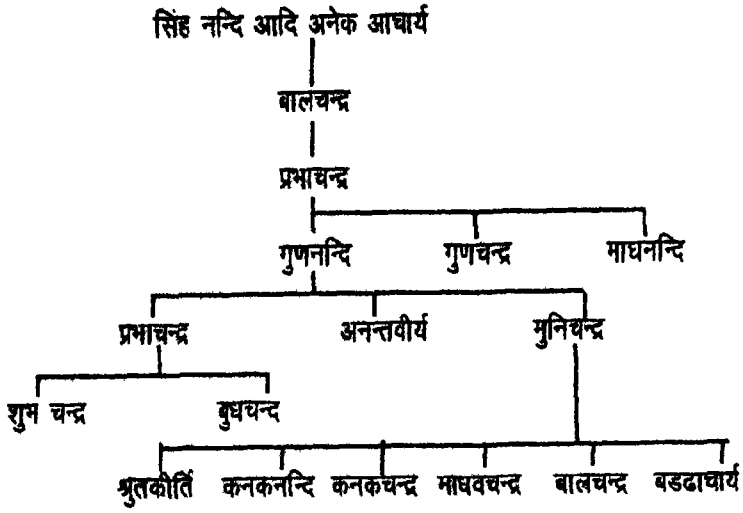 सिंह नन्दि आदि अनेक आचार्य
बालचन्द्र
प्रभाचन्द्र
गुणनन्दि गुणचन्द्र माघनन्दि
प्रभाचन्द्र अनन्तवीर्य मुनिचन्द्र
शुभ चन्द्र बुधचन्द
श्रुतकीर्ति कनकनन्दि कनकचन्द्र माधवचन्द्र बालचन्द्र बडढाचार्य